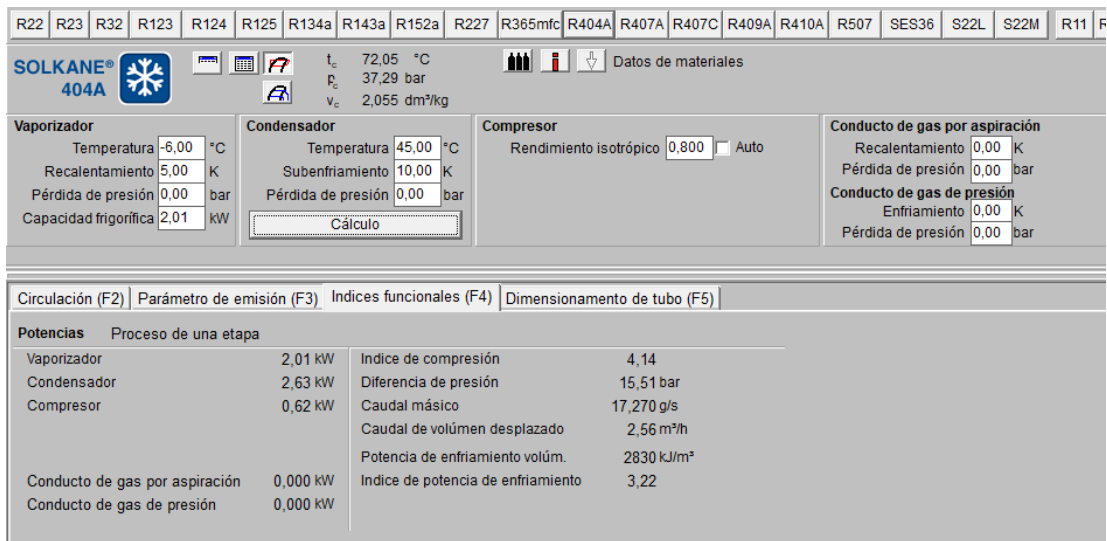 R22 R23 R32 R123 R124 R125 R134a R143a R152a R227 R365mfc R404A R407A R407C R409A R410A R507 SES36 S22L S22M R11
SOLKANE® 404A
tc 72,05 °C
pc 37,29 bar
vc 2,055 dm³/kg
Datos de materiales
Vaporizador
Temperatura -6,00 °C
Recalentamiento 5,00 K
Pérdida de presión 0,00 bar
Capacidad frigorífica 2,01 kW
Condensador
Temperatura 45,00 °C
Subenfriamiento 10,00 K
Pérdida de presión 0,00 bar
Cálculo
Compresor
Rendimiento isotrópico 0,800 Auto
Conducto de gas por aspiración
Recalentamiento 0,00 K
Pérdida de presión 0,00 bar
Conducto de gas de presión
Enfriamiento 0,00 K
Pérdida de presión 0,00 bar
Circulación (F2) Parámetro de emisión (F3) Indices funcionales (F4) Dimensionamento de tubo (F5)
Potencias Proceso de una etapa
Vaporizador 2,01 kW
Condensador 2,63 kW
Compresor 0,62 kW
Conducto de gas por aspiración 0,000 kW
Conducto de gas de presión 0,000 kW
Indice de compresión 4,14
Diferencia de presión 15,51 bar
Caudal másico 17,270 g/s
Caudal de volúmen desplazado 2,56 m³/h
Potencia de enfriamiento volúm. 2830 kJ/m³
Indice de potencia de enfriamiento 3,22